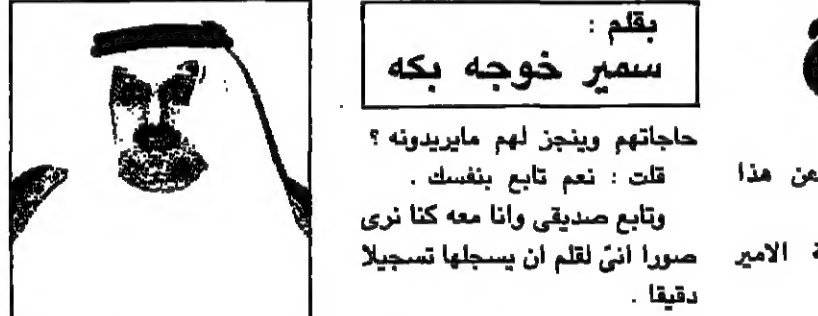 بقلم :
سمير خوجه بكه
حاجاتهم وينجز لهم مايريدونه ؟
قلت : نعم تابع بنفسك .
وتابع صديقى وانا معه كنا نرى
صورا انىّ لقلم ان يسجلها تسجيلا
دقيقا .
عن هذا
الامير